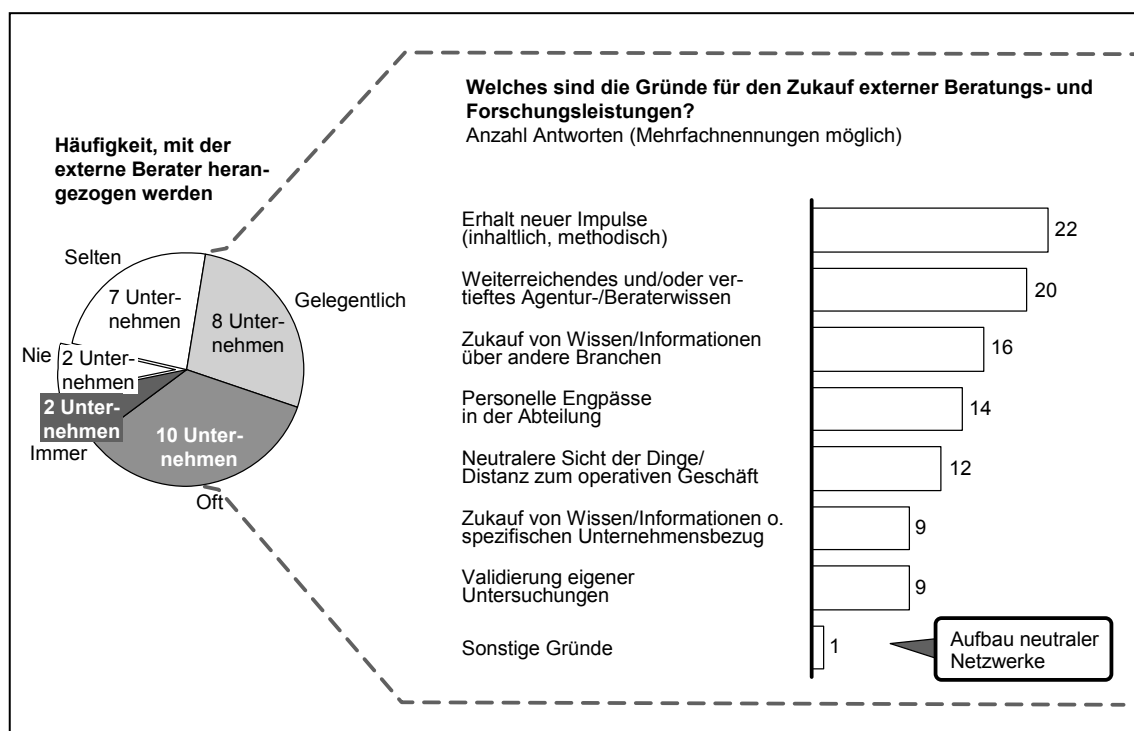 Häufigkeit, mit der
externe Berater heran-
gezogen werden
Selten
7 Unter-
nehmen
Gelegentlich
8 Unter-
nehmen
Nie
2 Unter-
nehmen
2 Unter-
nehmen
Immer
10 Unter-
nehmen
Oft
Welches sind die Gründe für den Zukauf externer Beratungs- und
Forschungsleistungen?
Anzahl Antworten (Mehrfachnennungen möglich)
Erhalt neuer Impulse
(inhaltlich, methodisch)
22
Weiterreichendes und/oder ver-
tieftes Agentur-/Beraterwissen
20
Zukauf von Wissen/Informationen
über andere Branchen
16
Personelle Engpässe
in der Abteilung
14
Neutralere Sicht der Dinge/
Distanz zum operativen Geschäft
12
Zukauf von Wissen/Informationen o.
spezifischen Unternehmensbezug
9
Validierung eigener
Untersuchungen
9
Sonstige Gründe
1
Aufbau neutraler
Netzwerke